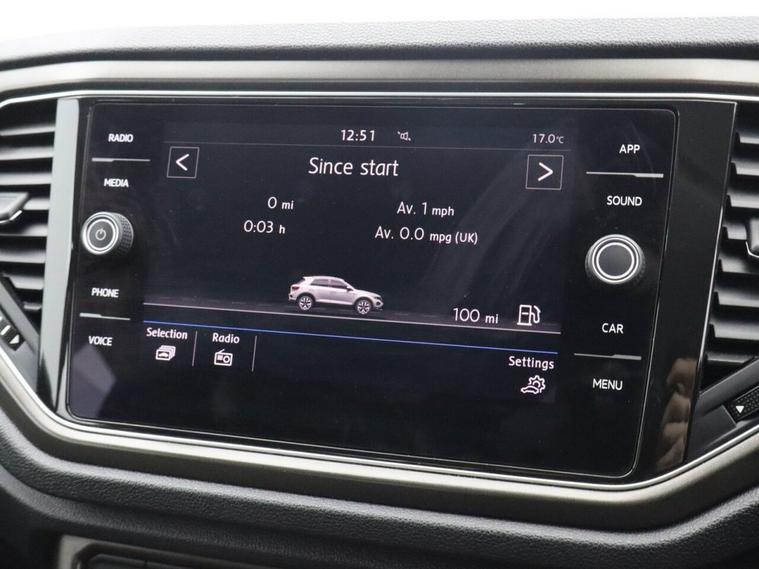 RADIO
MEDIA
PHONE
VOICE
12:51
17.0°C
<
Since start
>
0 mi
Av. 1 mph
0:03 h
Av. 0.0 mpg (UK)
100 mi
Selection
Radio
Settings
APP
SOUND
CAR
MENU